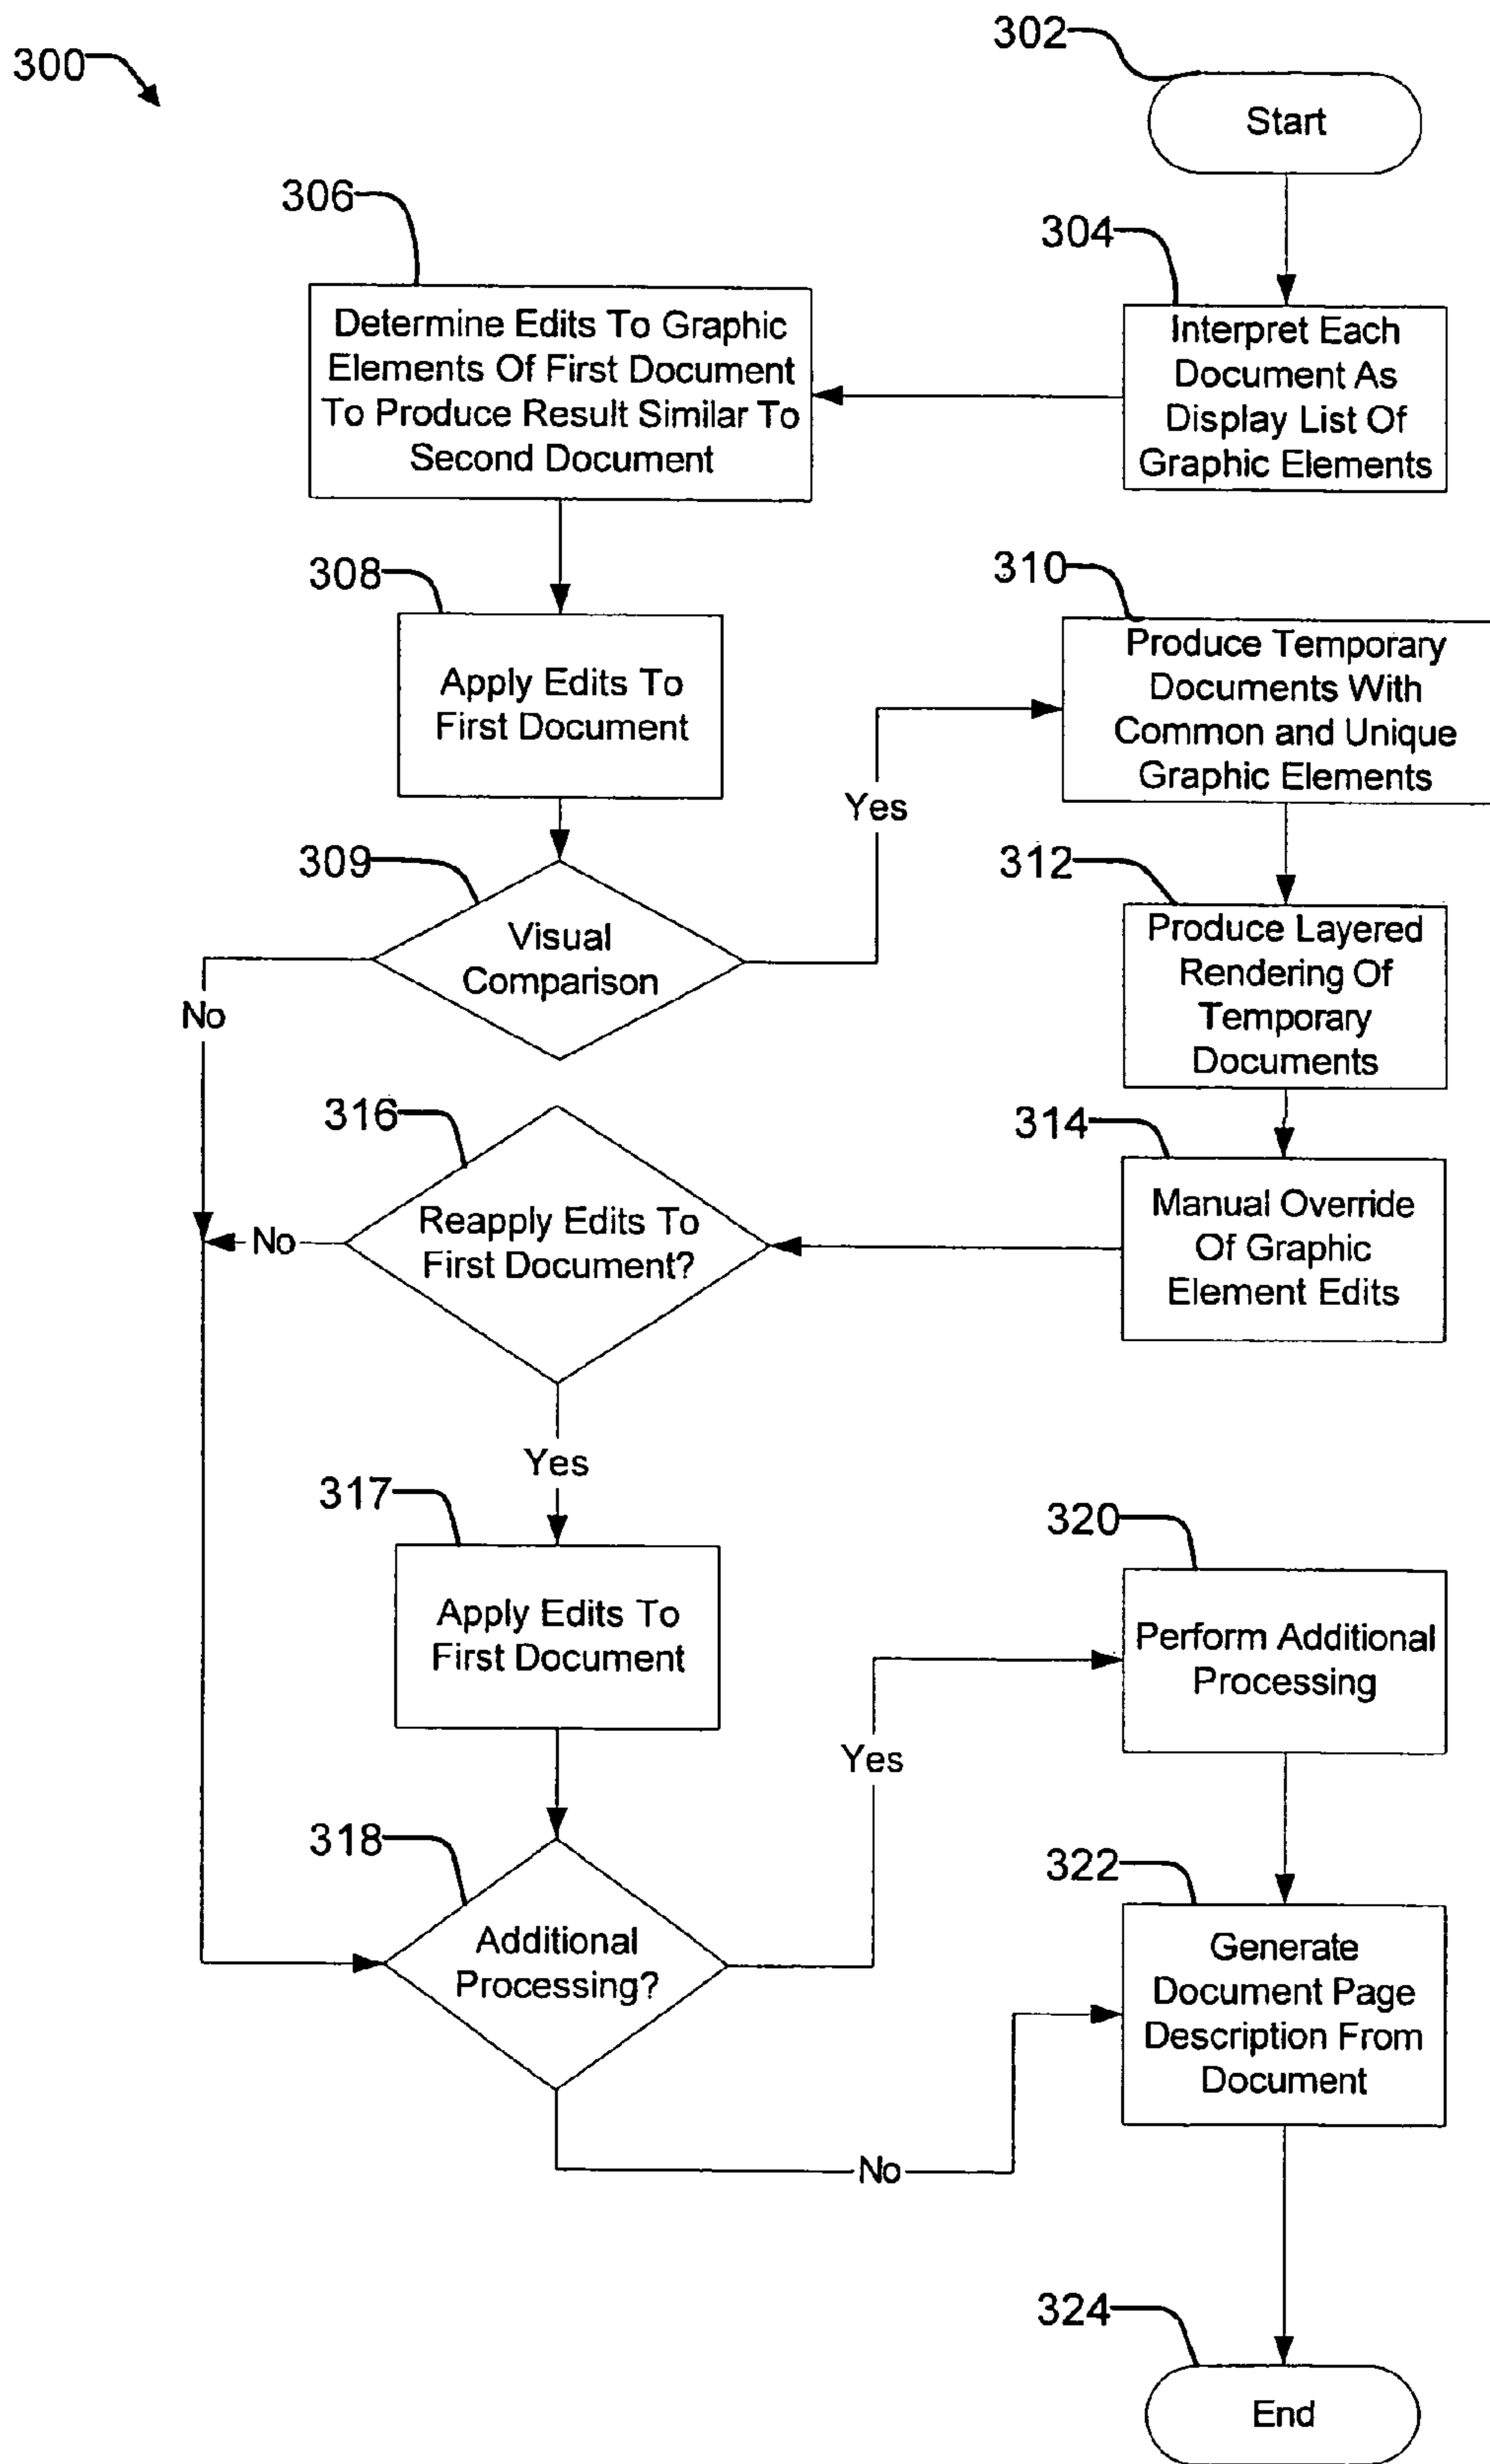 300
302
Start
304
Interpret Each
Document As
Display List Of
Graphic Elements
306
Determine Edits To Graphic
Elements Of First Document
To Produce Result Similar To
Second Document
308
Apply Edits To
First Document
309
Visual
Comparison
Yes
No
310
Produce Temporary
Documents With
Common and Unique
Graphic Elements
312
Produce Layered
Rendering Of
Temporary
Documents
314
Manual Override
Of Graphic
Element Edits
316
Reapply Edits To
First Document?
No
Yes
317
Apply Edits To
First Document
318
Additional
Processing?
Yes
No
320
Perform Additional
Processing
322
Generate
Document Page
Description From
Document
324
End